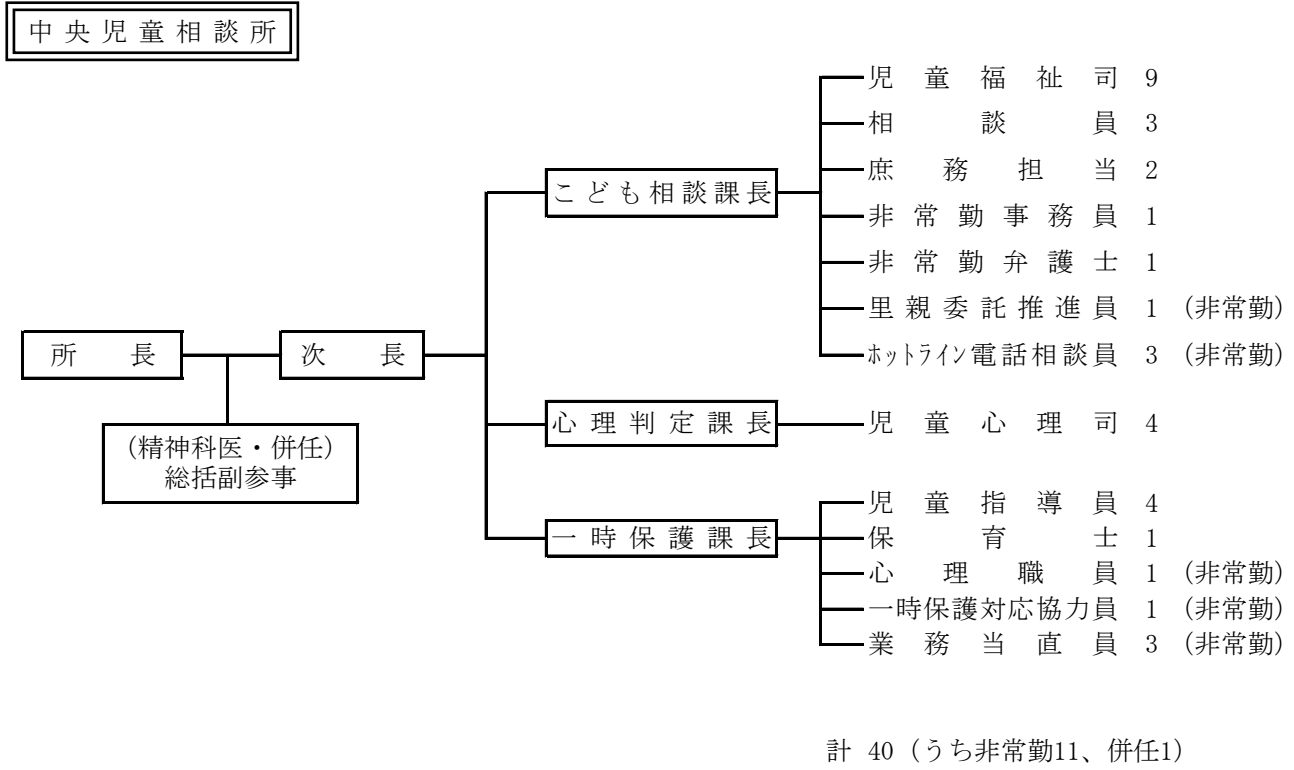 中央児童相談所
児童福祉司 9
相談員 3
庶務担当 2
こども相談課長
非常勤事務員 1
非常勤弁護士 1
里親委託推進員 1 (非常勤)
所長
次長
ホットライン電話相談員 3 (非常勤)
心理判定課長
児童心理司 4
(精神科医・併任)
総括副参事
児童指導員 4
一時保護課長
保育士 1
心理職員 1 (非常勤)
一時保護対応協力員 1 (非常勤)
業務当直員 3 (非常勤)
計 40 (うち非常勤11、併任1)